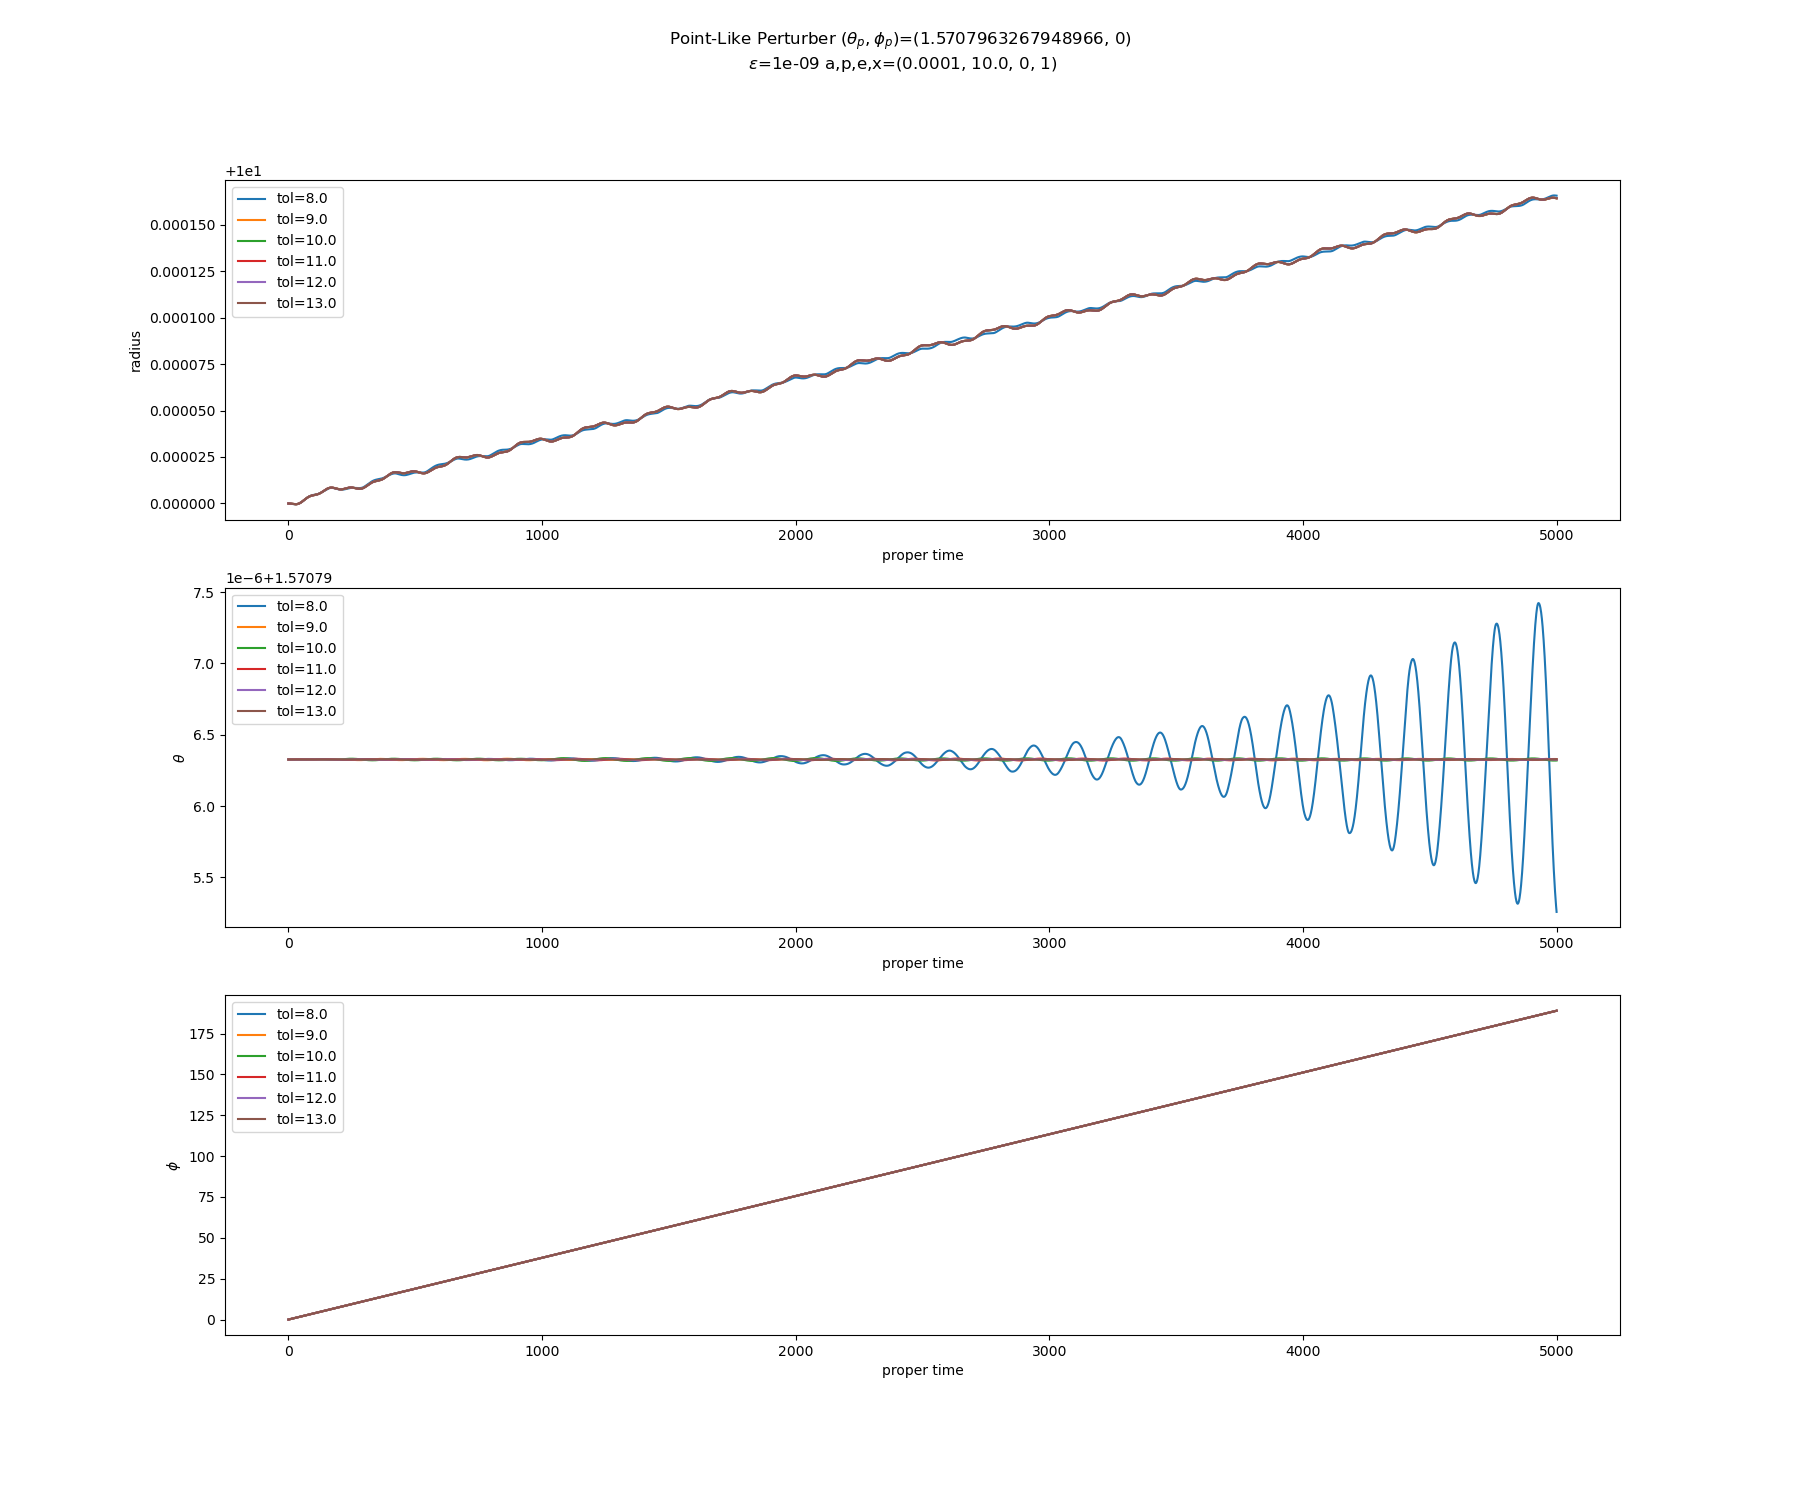 Point-Like Perturber (θₚ, ϕₚ)=(1.5707963267948966, 0)
ε=1e-09 a,p,e,x=(0.0001, 10.0, 0, 1)
+1e1
tol=8.0
tol=9.0
tol=10.0
tol=11.0
tol=12.0
tol=13.0
0.000150
0.000125
0.000100
0.000075
0.000050
0.000025
0.000000
radius
0 1000 2000 3000 4000 5000
proper time
1e−6+1.57079
tol=8.0
tol=9.0
tol=10.0
tol=11.0
tol=12.0
tol=13.0
7.5
7.0
6.5
6.0
5.5
θ
0 1000 2000 3000 4000 5000
proper time
tol=8.0
tol=9.0
tol=10.0
tol=11.0
tol=12.0
tol=13.0
175
150
125
100
75
50
25
0
ϕ
0 1000 2000 3000 4000 5000
proper time